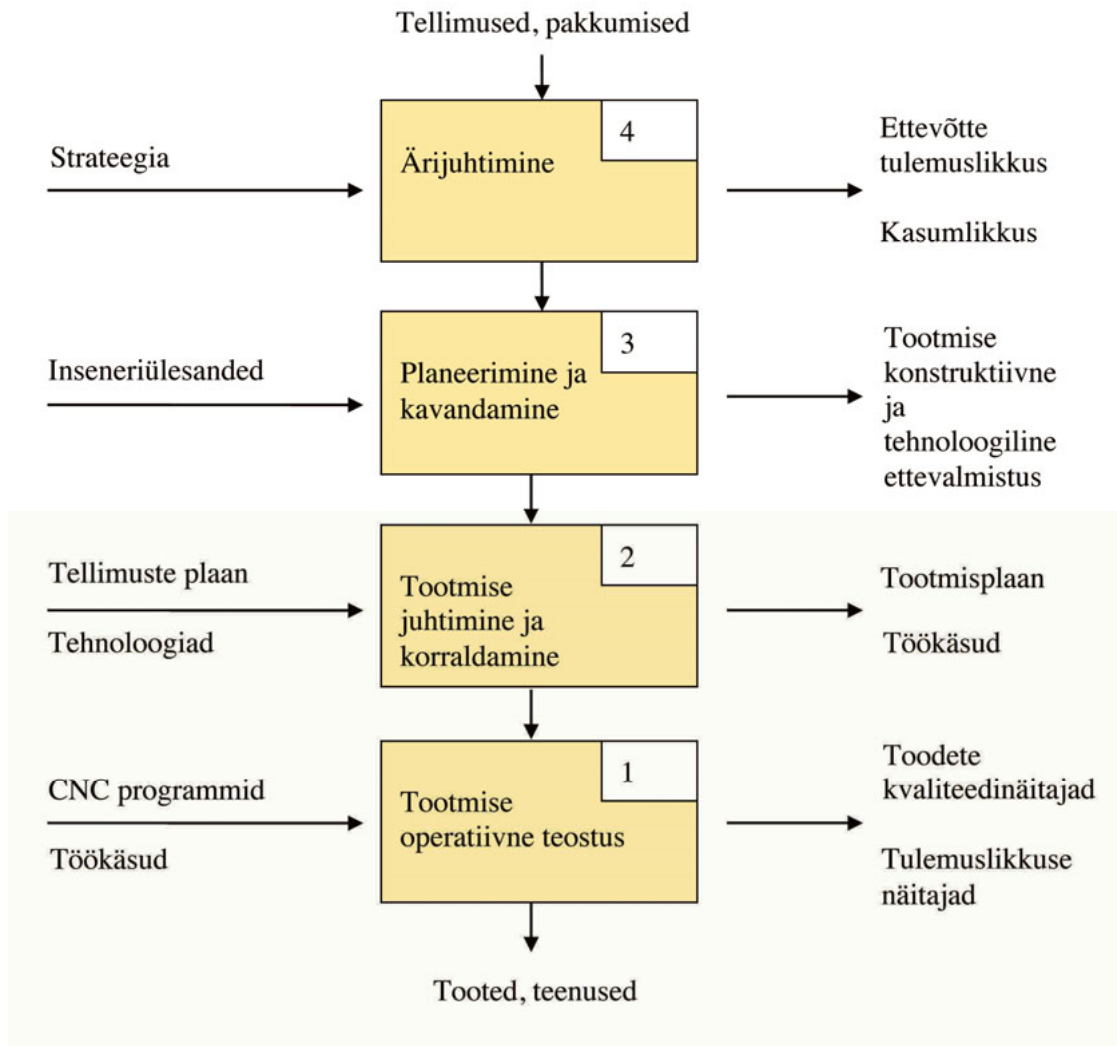 Tellimused, pakkumised
4
Strateegia
Ärijuhtimine
Ettevõtte
tulemuslikkus
Kasumlikkus
3
Inseneriülesanded
Planeerimine ja
kavandamine
Tootmise
konstruktiivne
ja
tehnoloogiline
ettevalmistus
2
Tellimuste plaan
Tehnoloogiad
Tootmise
juhtimine ja
korraldamine
Tootmisplaan
Töökäsud
1
CNC programmid
Töökäsud
Tootmise
operatiivne teostus
Toodete
kvaliteedinäitajad
Tulemuslikkuse
näitajad
Tooted, teenused